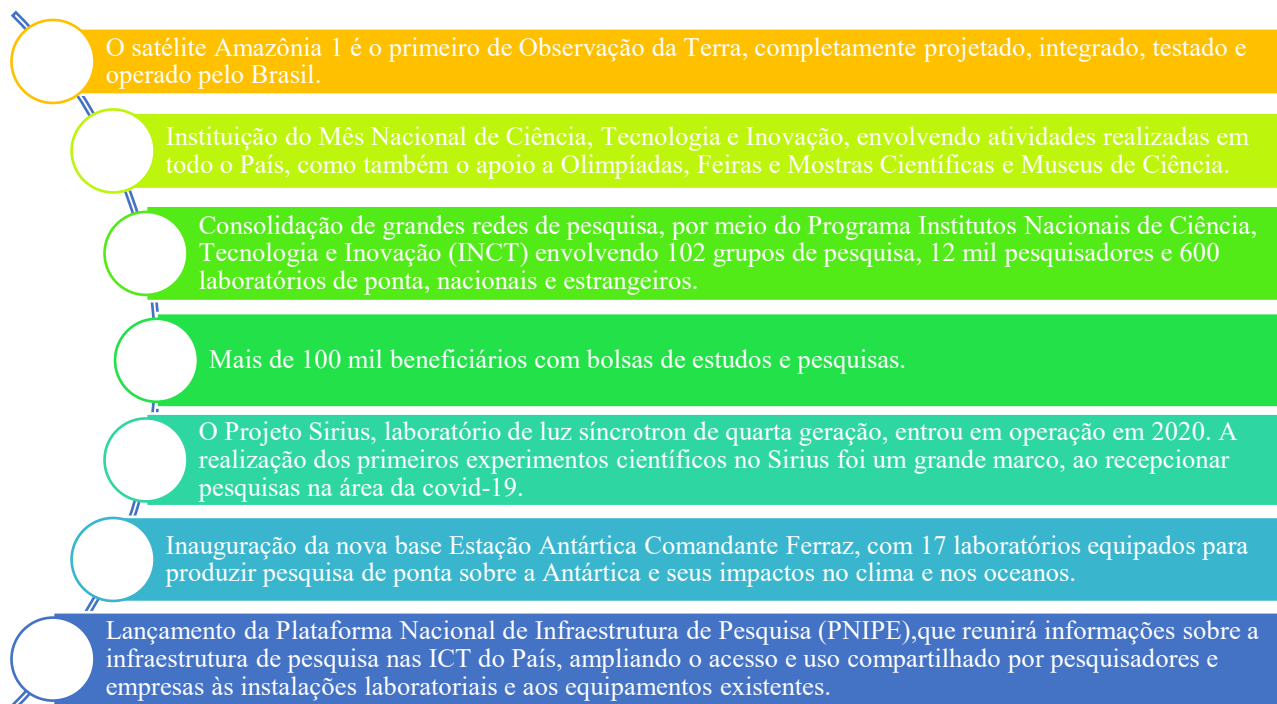 O satélite Amazônia 1 é o primeiro de Observação da Terra, completamente projetado, integrado, testado e
operado pelo Brasil.
Instituição do Mês Nacional de Ciência, Tecnologia e Inovação, envolvendo atividades realizadas em
todo o País, como também o apoio a Olimpíadas, Feiras e Mostras Científicas e Museus de Ciência.
Consolidação de grandes redes de pesquisa, por meio do Programa Institutos Nacionais de Ciência,
Tecnologia e Inovação (INCT) envolvendo 102 grupos de pesquisa, 12 mil pesquisadores e 600
laboratórios de ponta, nacionais e estrangeiros.
Mais de 100 mil beneficiários com bolsas de estudos e pesquisas.
O Projeto Sirius, laboratório de luz síncrotron de quarta geração, entrou em operação em 2020. A
realização dos primeiros experimentos científicos no Sirius foi um grande marco, ao recepcionar
pesquisas na área da covid-19.
Inauguração da nova base Estação Antártica Comandante Ferraz, com 17 laboratórios equipados para
produzir pesquisa de ponta sobre a Antártica e seus impactos no clima e nos oceanos.
Lançamento da Plataforma Nacional de Infraestrutura de Pesquisa (PNIPE),que reunirá informações sobre a
infraestrutura de pesquisa nas ICT do País, ampliando o acesso e uso compartilhado por pesquisadores e
empresas às instalações laboratoriais e aos equipamentos existentes.